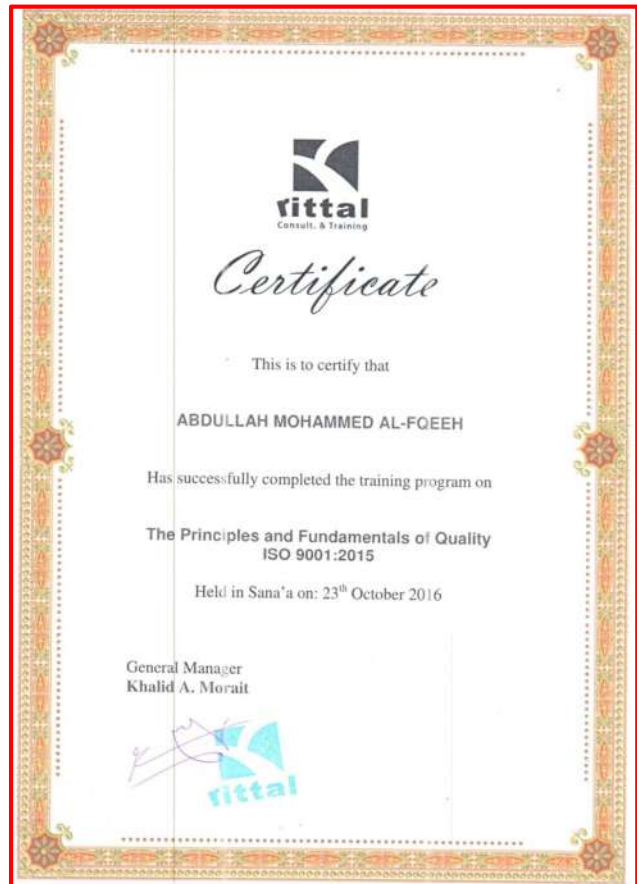 rittal
Consult. & Training
Certificate
This is to certify that
ABDULLAH MOHAMMED AL-FQEEH
Has successfully completed the training program on
The Principles and Fundamentals of Quality
ISO 9001:2015
Held in Sana'a on: 23th October 2016
General Manager
Khalid A. Morait
rittal